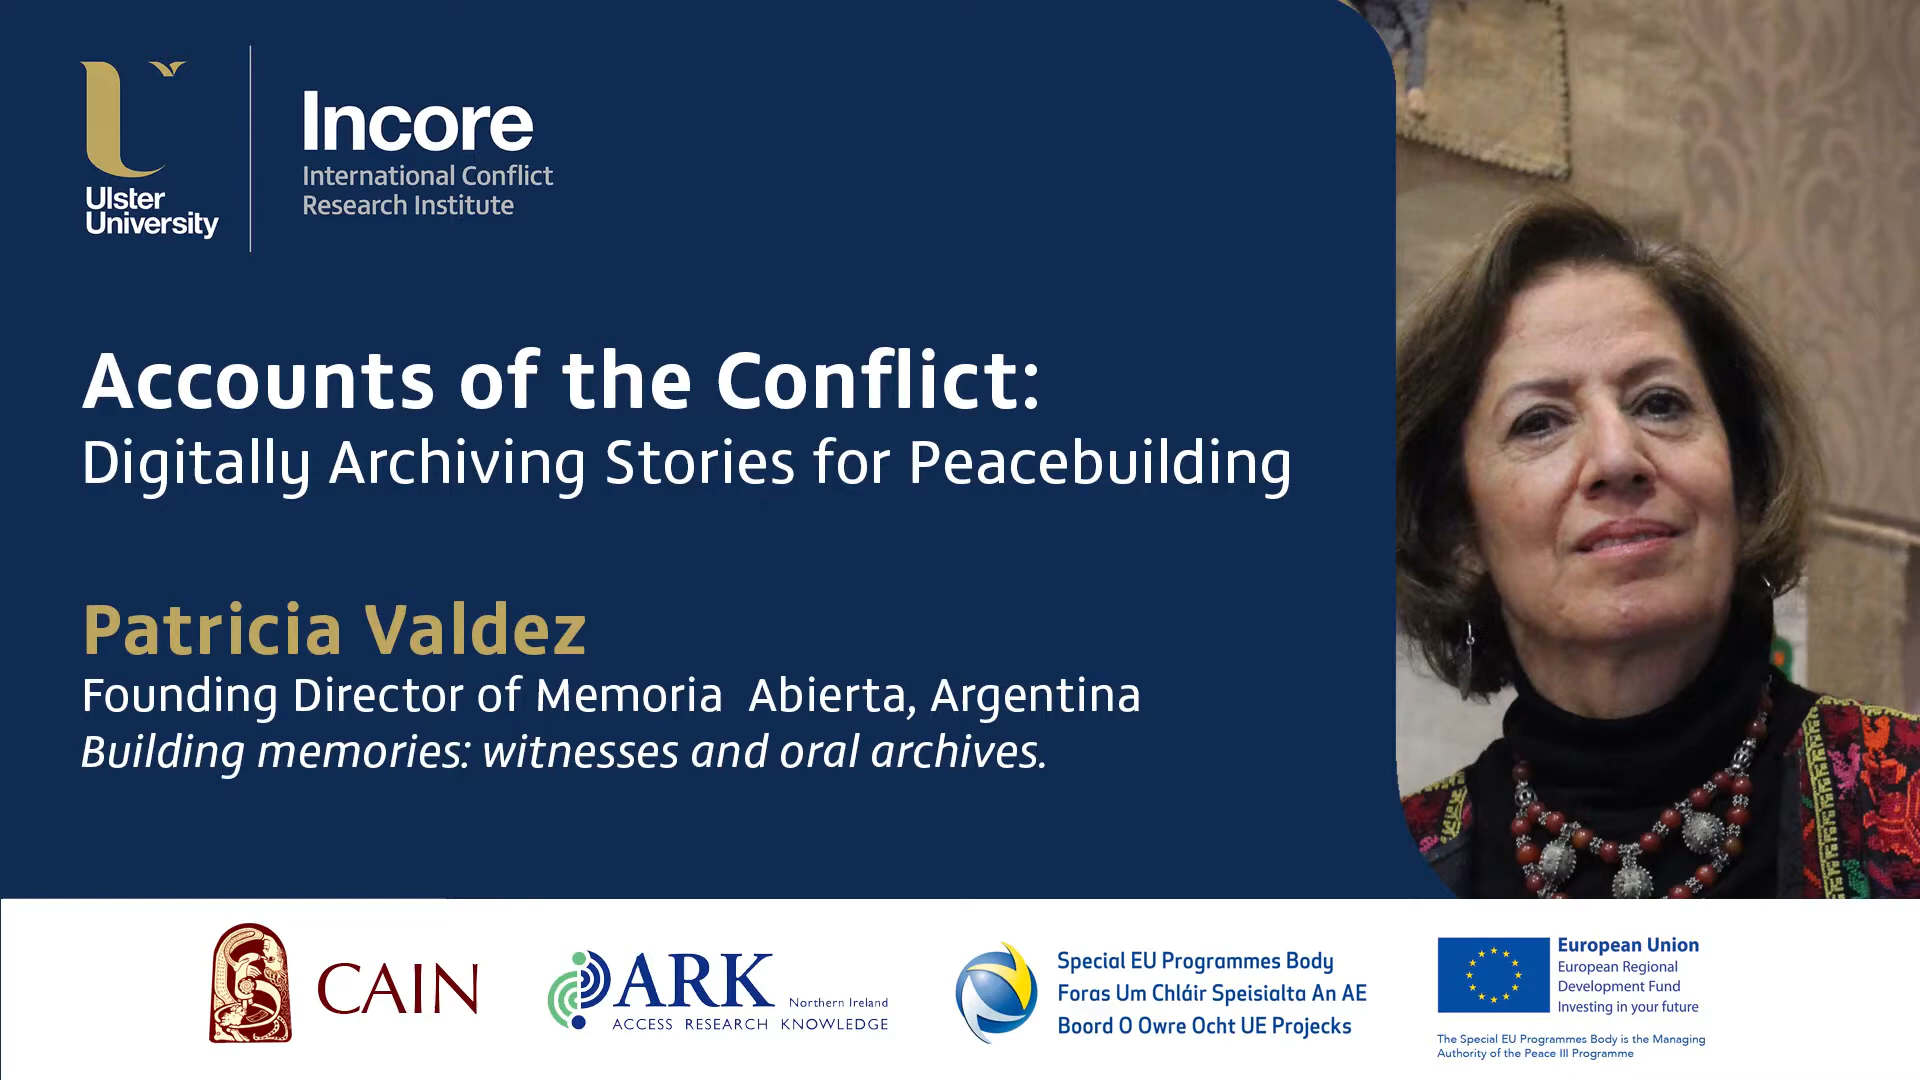 Ulster
University
Incore
International Conflict
Research Institute
Accounts of the Conflict:
Digitally Archiving Stories for Peacebuilding
Patricia Valdez
Founding Director of Memoria Abierta, Argentina
Building memories: witnesses and oral archives.
CAIN
ARK
Northern Ireland
ACCESS RESEARCH KNOWLEDGE
Special EU Programmes Body
Foras Um Chláir Speisialta An AE
Boord O Owre Ocht UE Projecks
European Union
European Regional
Development Fund
Investing in your future
The Special EU Programmes Body is the Managing
Authority of the Peace III Programme